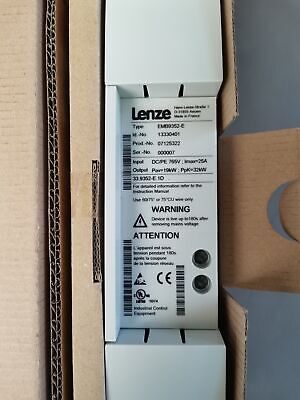 Lenze
Hans-Lenze-Straße 1
D-31855 Aerzen
Made in France
Type EMB9352-E
Id.-No. 13330401
Prod.-No. 07125322
Ser.-No. 000007
Input DC/PE 765V ; Imax=25A
Output Pav=19kW ; Ppk=32kW
33.9352-E.1D
For detailed information refer to the
Instruction Manual
Use 60/75° or 75°CU wire only
WARNING
Device is live up to180s after
removing mains voltage
ATTENTION
L'appareil est sous
tension pendant 180s
après la coupure
de la tension réseau
LISTED
Industrial Control
Equipement